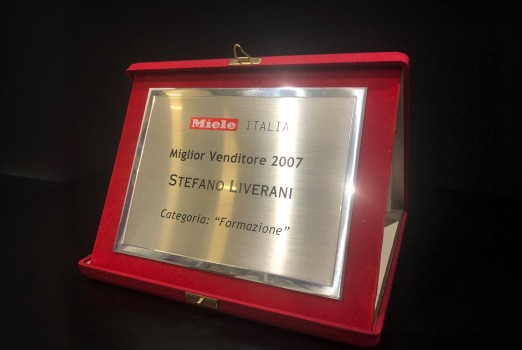 Miele ITALIA
Miglior Venditore 2007
STEFANO LIVERANI
Categoria: "Formazione"